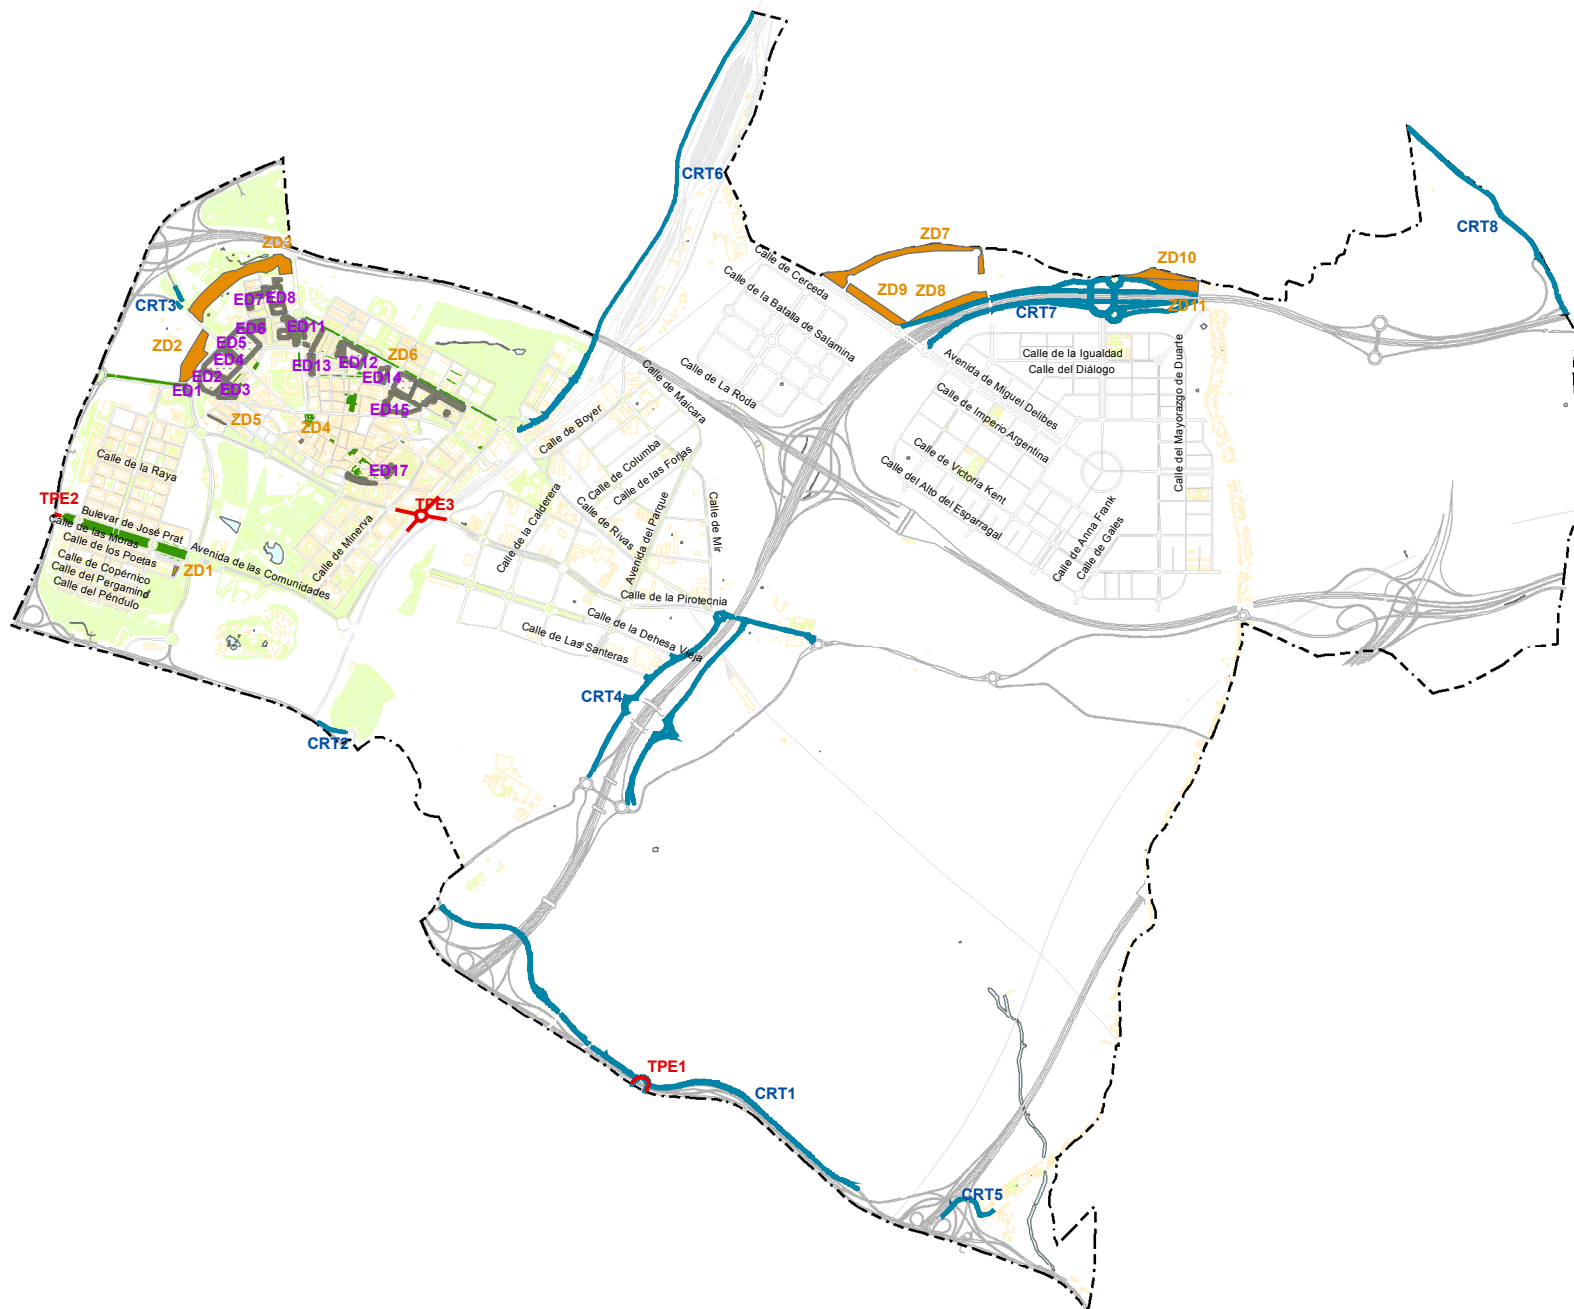 CRT6
CRT8
ZD7
ZD3
Calle de Cerceda
ZD10
CRT3
ED7
ED8
Calle de la Batalla de Salamina
ZD9
ZD8
ZD11
CRT7
ED6
ED11
ED5
ZD2
ED4
ZD6
ED12
ED13
Calle de la Igualdad
Calle del Diálogo
Calle del Mayorazgo de Duarte
ED2
ED14
Avenida de Miguel Delibes
Calle de La Roda
Calle de Maicara
ED1
ED3
ED15
Calle de Imperio Argentina
ZD5
ZD4
Calle de Boyer
Calle de Columba
Calle de las Forjas
ED17
Calle de la Raya
Calle de Victoria Kent
Calle del Alto del Esparragal
TPE2
TPE3
Calle de la Calderera
Calle de Rivas
Avenida del Parque
Calle de Mir
Bulevar de José Prat
Calle de las Moras
Calle de los Poetas
Calle de Minerva
Avenida de las Comunidades
Calle de Copérnico
ZD1
Calle del Pergamino
Calle del Péndulo
Calle de Anna Frank
Calle de Gales
Calle de la Pirotecnia
Calle de la Dehesa Vieja
Calle de Las Santeras
CRT4
CRT2
TPE1
CRT1
CRT5